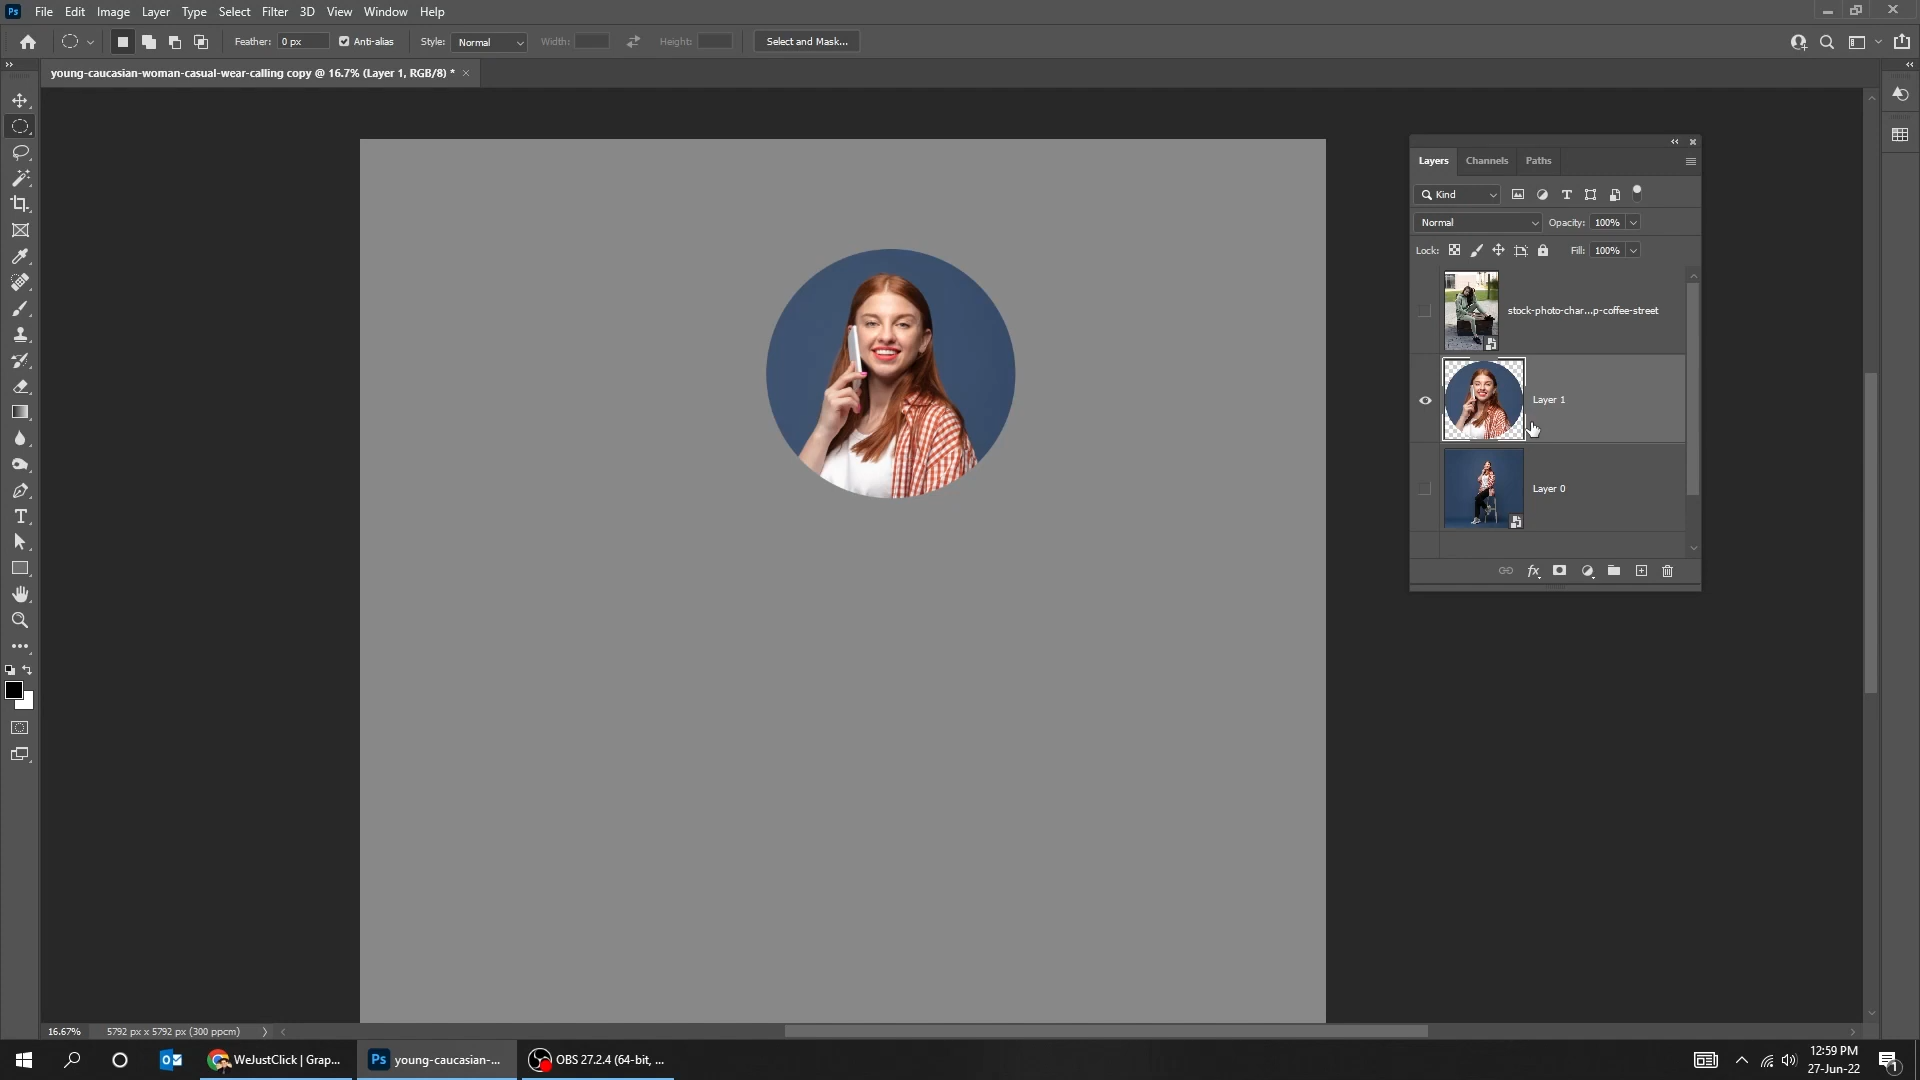 Ps File Edit Image Layer Type Select Filter 3D View Window Help
Feather: 0 px Anti-alias Style: Normal Width: Height: Select and Mask...
young-caucasian-woman-casual-wear-calling copy @ 16.7% (Layer 1, RGB/8) * ×
Layers Channels Paths
Kind
Normal Opacity: 100%
Lock: Fill: 100%
stock-photo-char...p-coffee-street
Layer 1
Layer 0
fx
16.67% 5792 px x 5792 px (300 ppcm)
WeJustClick | Grap... Ps young-caucasian-... OBS 27.2.4 (64-bit, ...
12:59 PM
27-Jun-22
1